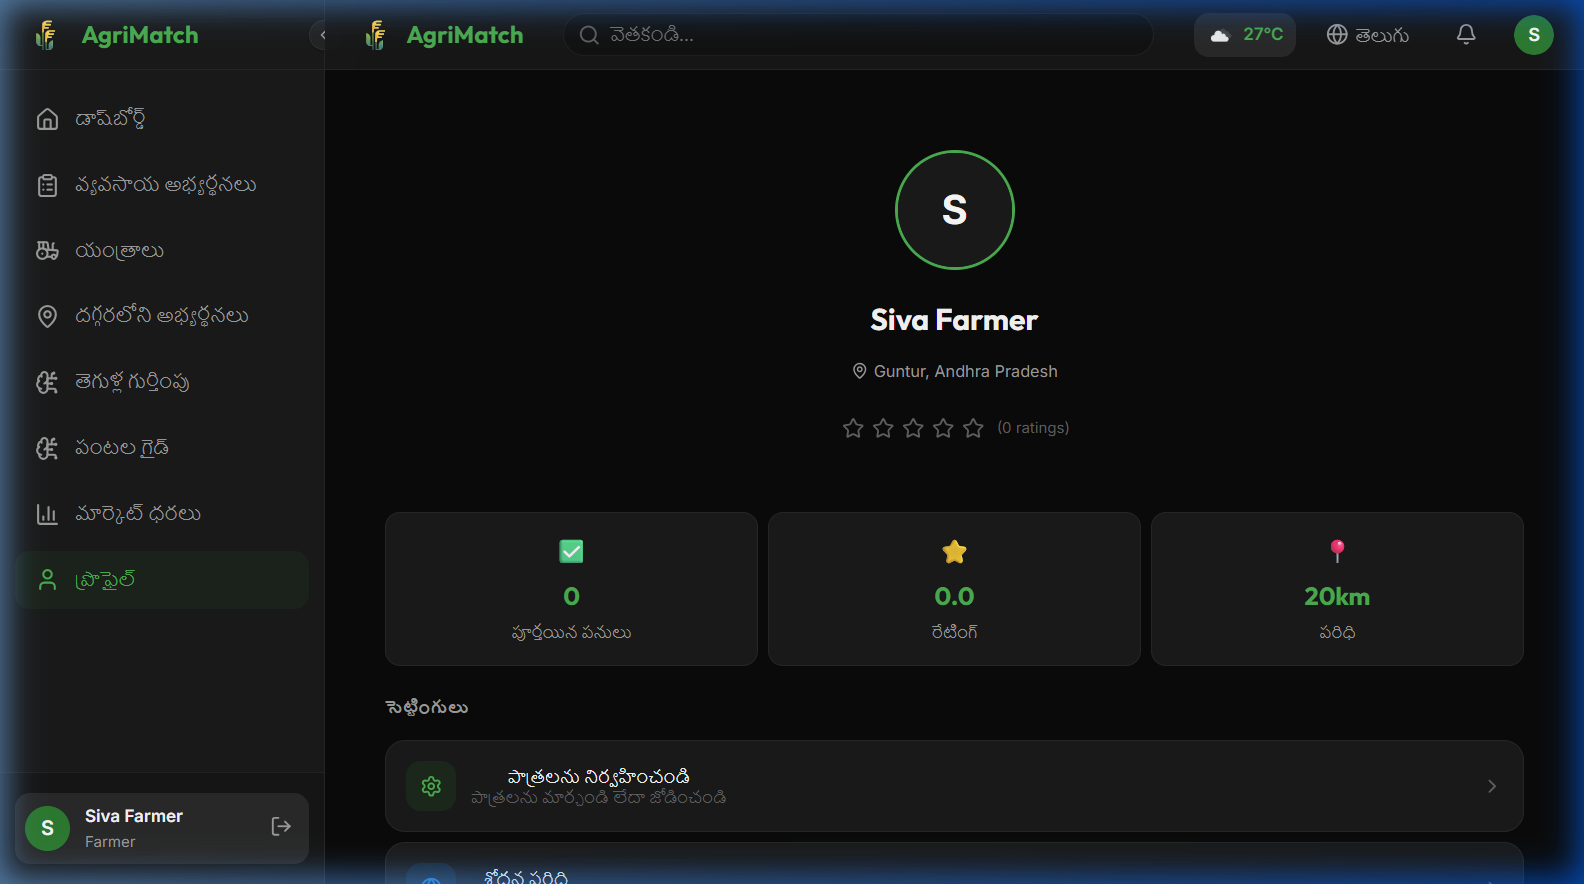 AgriMatch
డాష్‌బోర్డ్
వ్యవసాయ అభ్యర్థనలు
యంత్రాలు
దగ్గరలోని అభ్యర్థనలు
తెగుళ్ల గుర్తింపు
పంటల గైడ్
మార్కెట్ ధరలు
ప్రొఫైల్
S
Siva Farmer
Farmer
AgriMatch
వెతకండి...
27°C
తెలుగు
S
S
Siva Farmer
Guntur, Andhra Pradesh
(0 ratings)
0
పూర్తయిన పనులు
0.0
రేటింగ్
20km
పరిధి
సెట్టింగులు
పాత్రలను నిర్వహించండి
పాత్రలను మార్చండి లేదా జోడించండి
శోధన పరిధి